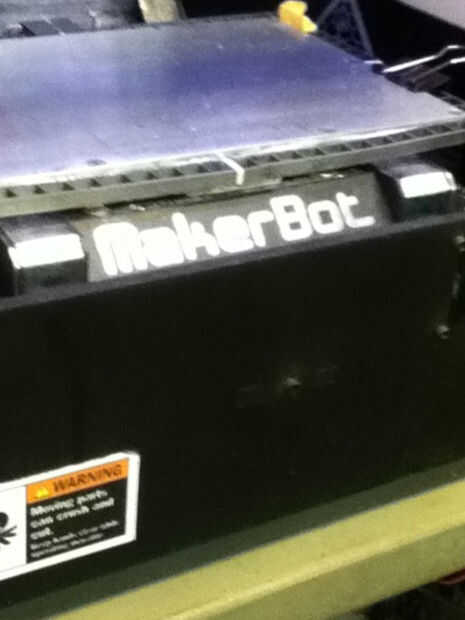 MakerBot
WARNING
Moving parts
can crush and
cut.